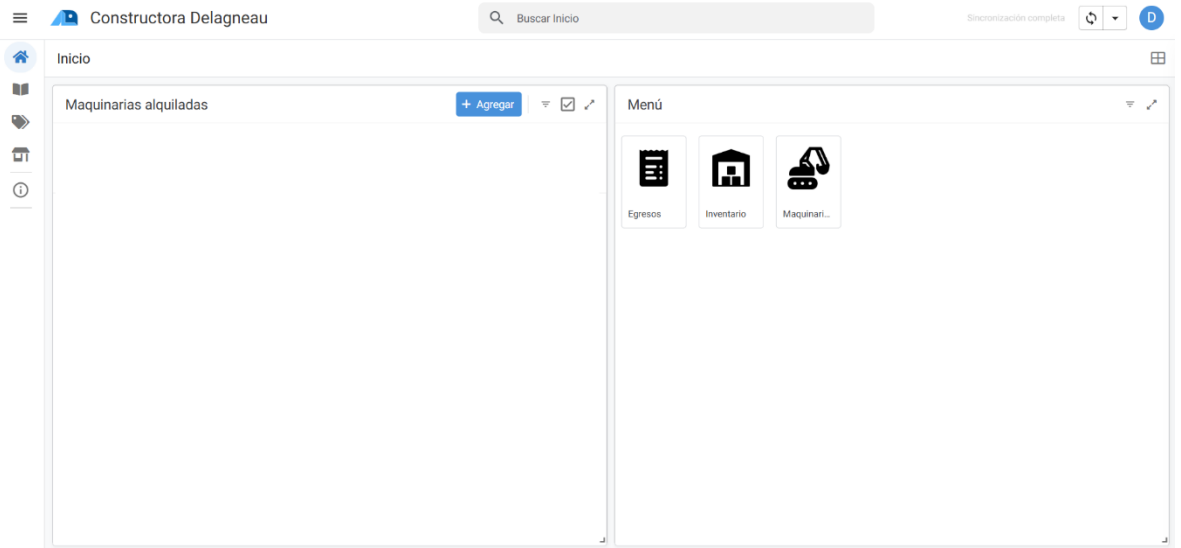 Constructora Delagneau
Buscar Inicio
Sincronización completa
D
Inicio
Maquinarias alquiladas
+ Agregar
Menú
Egresos
Inventario
Maquinari...